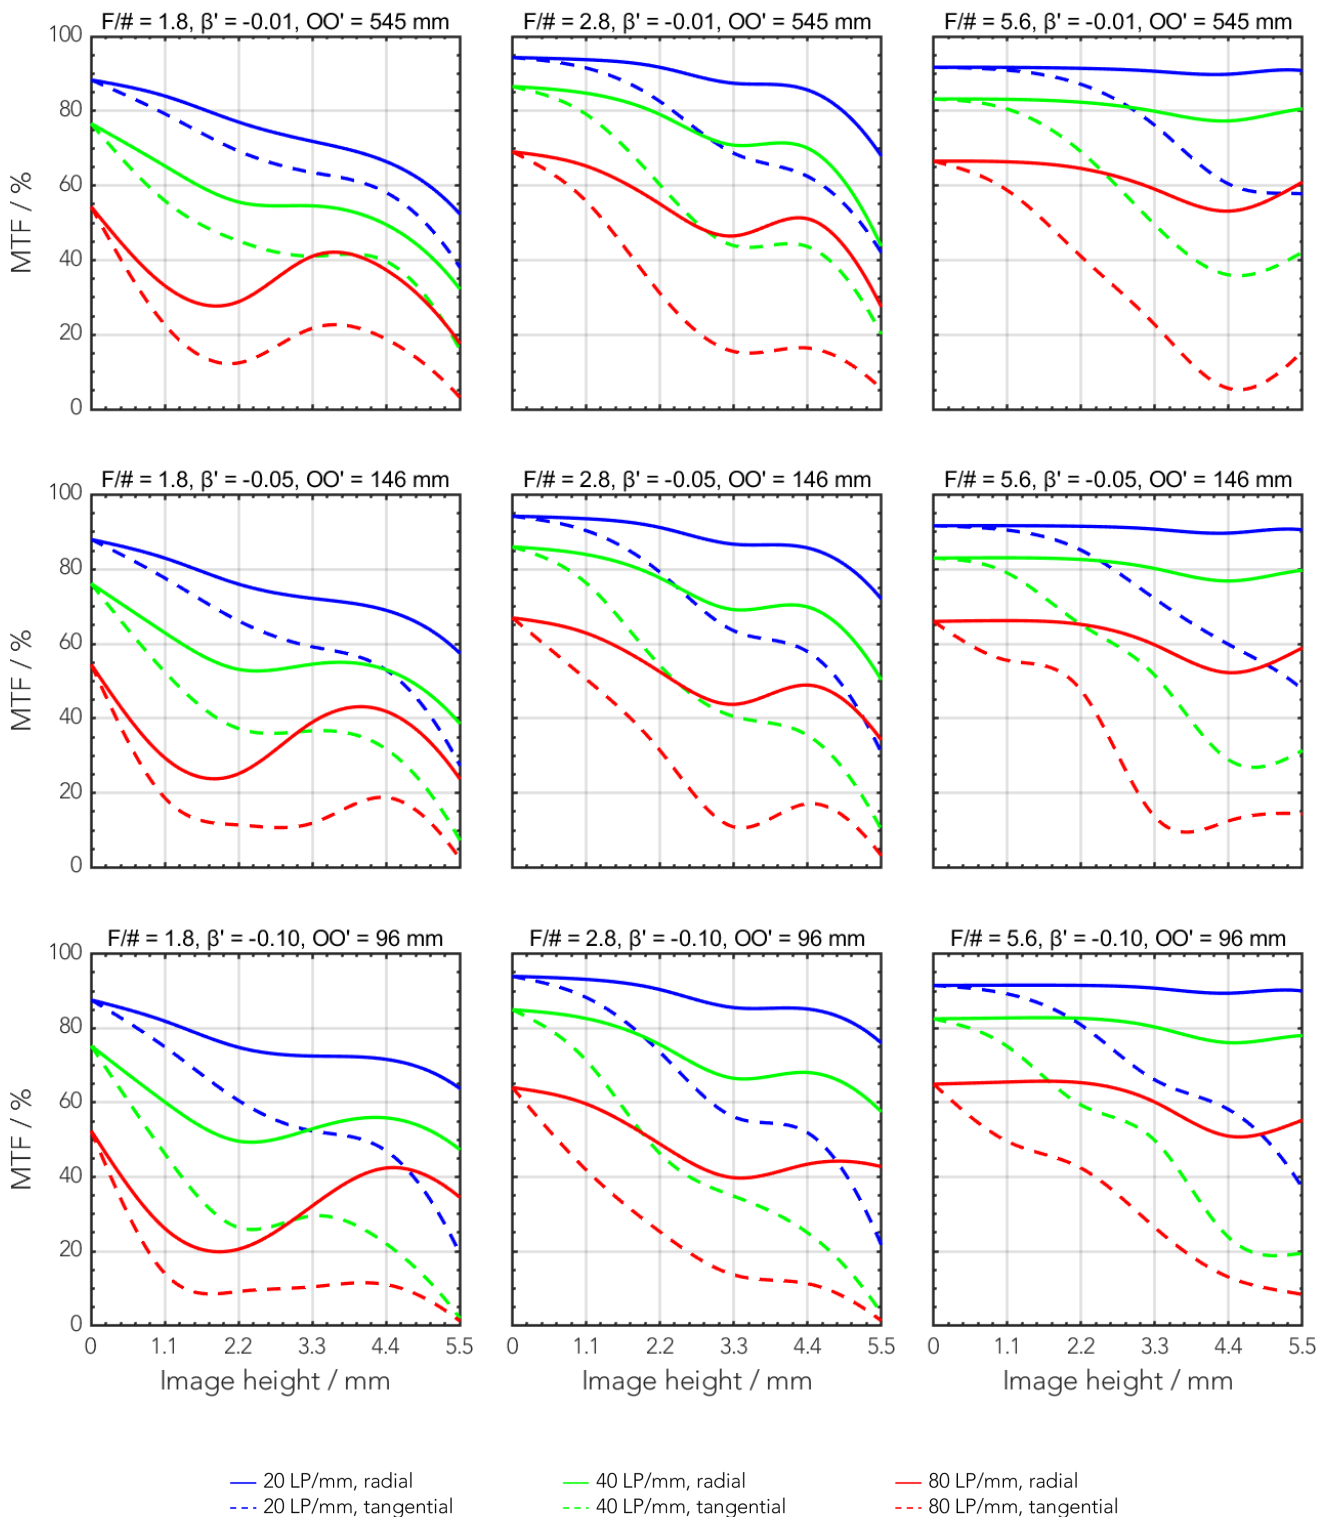 F/# = 1.8, β' = -0.01, OO' = 545 mm
F/# = 2.8, β' = -0.01, OO' = 545 mm
F/# = 5.6, β' = -0.01, OO' = 545 mm
100
80
60
40
20
0
MTF / %
F/# = 1.8, β' = -0.05, OO' = 146 mm
F/# = 2.8, β' = -0.05, OO' = 146 mm
F/# = 5.6, β' = -0.05, OO' = 146 mm
100
80
60
40
20
0
MTF / %
F/# = 1.8, β' = -0.10, OO' = 96 mm
F/# = 2.8, β' = -0.10, OO' = 96 mm
F/# = 5.6, β' = -0.10, OO' = 96 mm
100
80
60
40
20
0
MTF / %
0 1.1 2.2 3.3 4.4 5.5
0 1.1 2.2 3.3 4.4 5.5
0 1.1 2.2 3.3 4.4 5.5
Image height / mm
Image height / mm
Image height / mm
20 LP/mm, radial
40 LP/mm, radial
80 LP/mm, radial
20 LP/mm, tangential
40 LP/mm, tangential
80 LP/mm, tangential